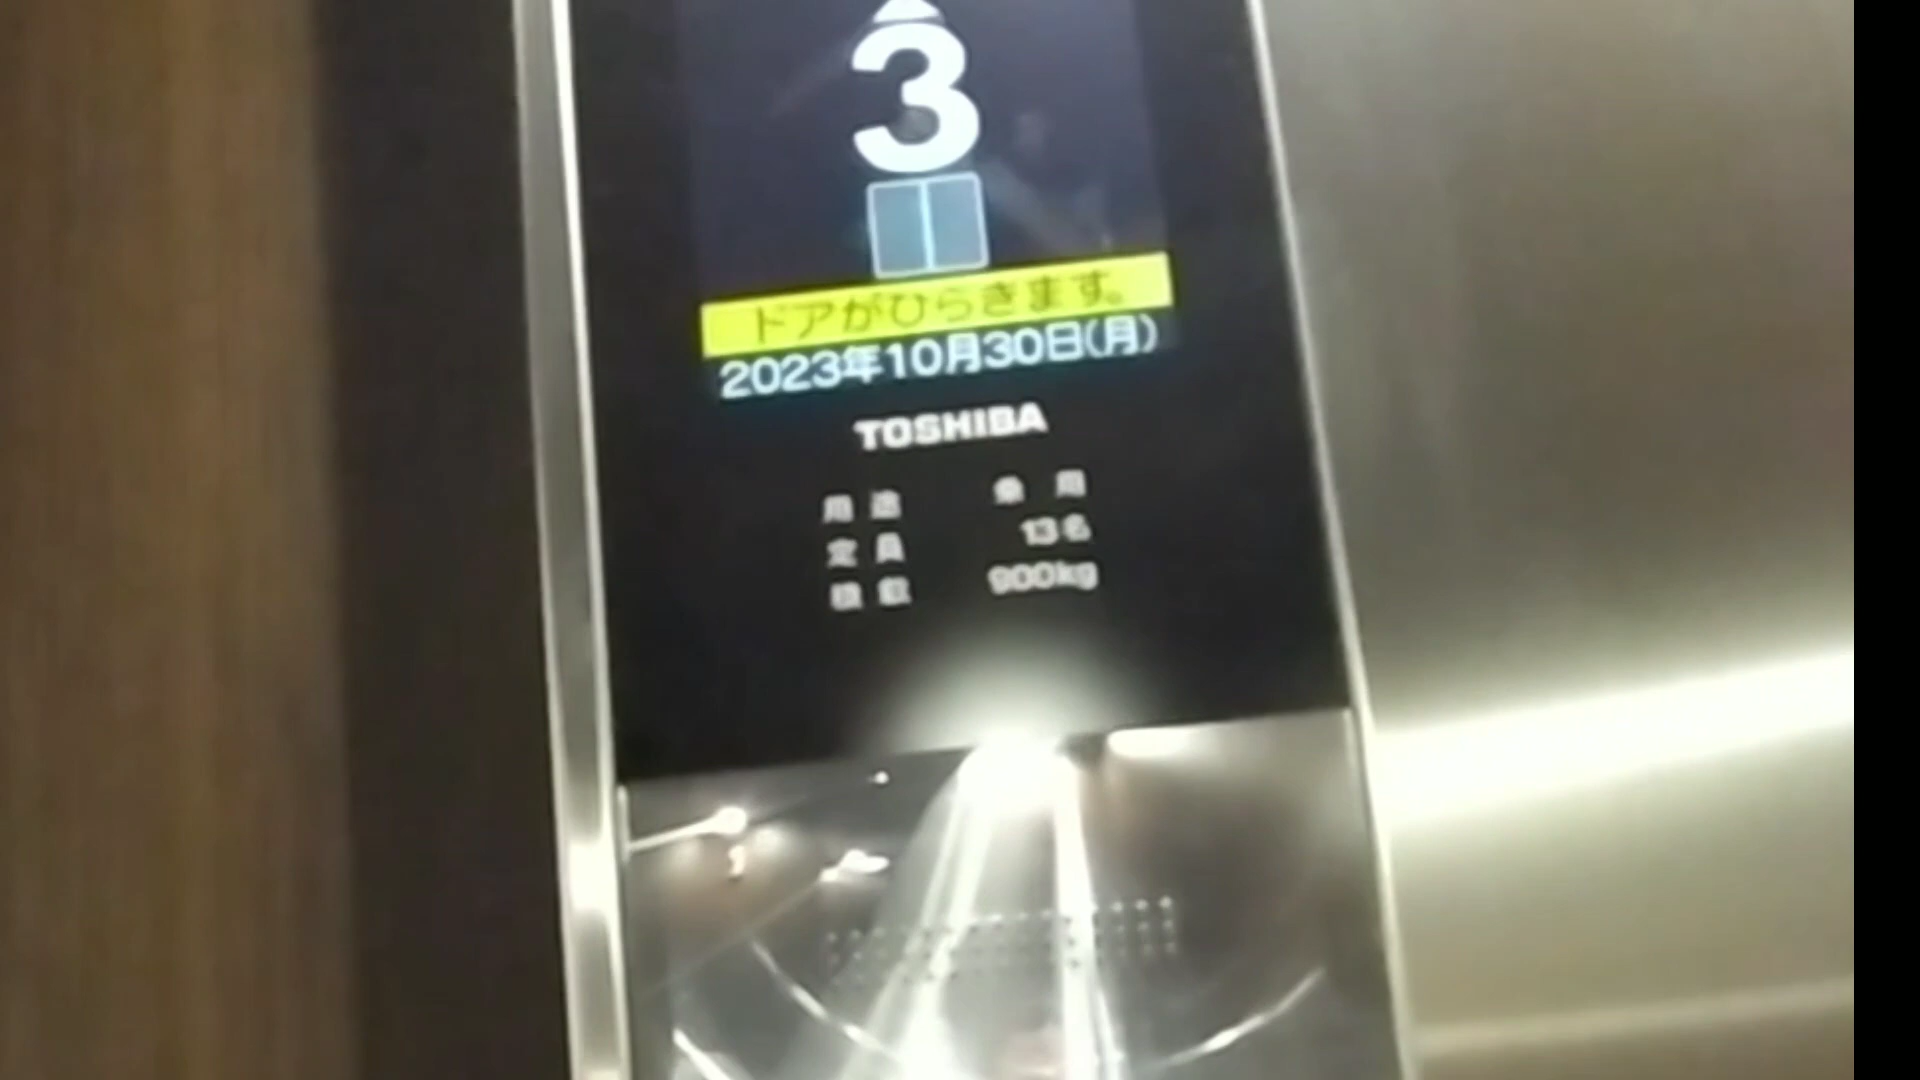 3
ドアがひらきます。
2023年10月30日(月)
TOSHIBA
用途 乗用
定員 13名
積載 900kg